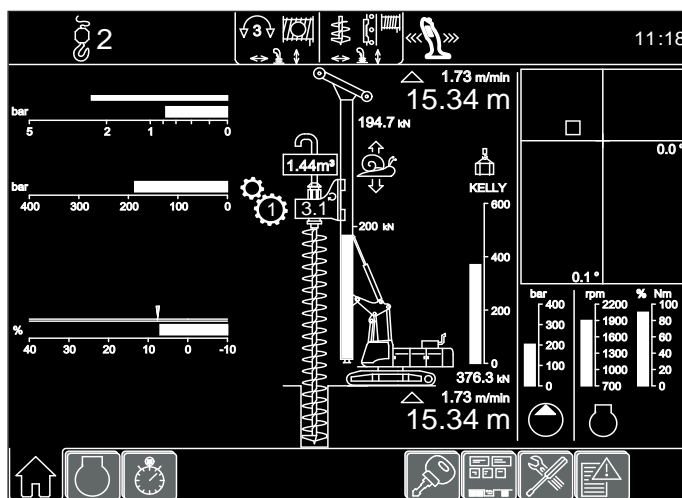 2
3
11:18
1.73 m/min
15.34 m
bar
5 2 1 0
194.7 kN
1.44m³
0.0°
KELLY
bar
400 300 200 100 0
1
3.1
600
200 kN
400
200
0
0.1°
bar rpm % Nm
400 2200 100
300 1900 80
200 1600 60
100 1300 40
0 1000 20
700 0
%
40 30 20 10 0 -10
376.3 kN
1.73 m/min
15.34 m